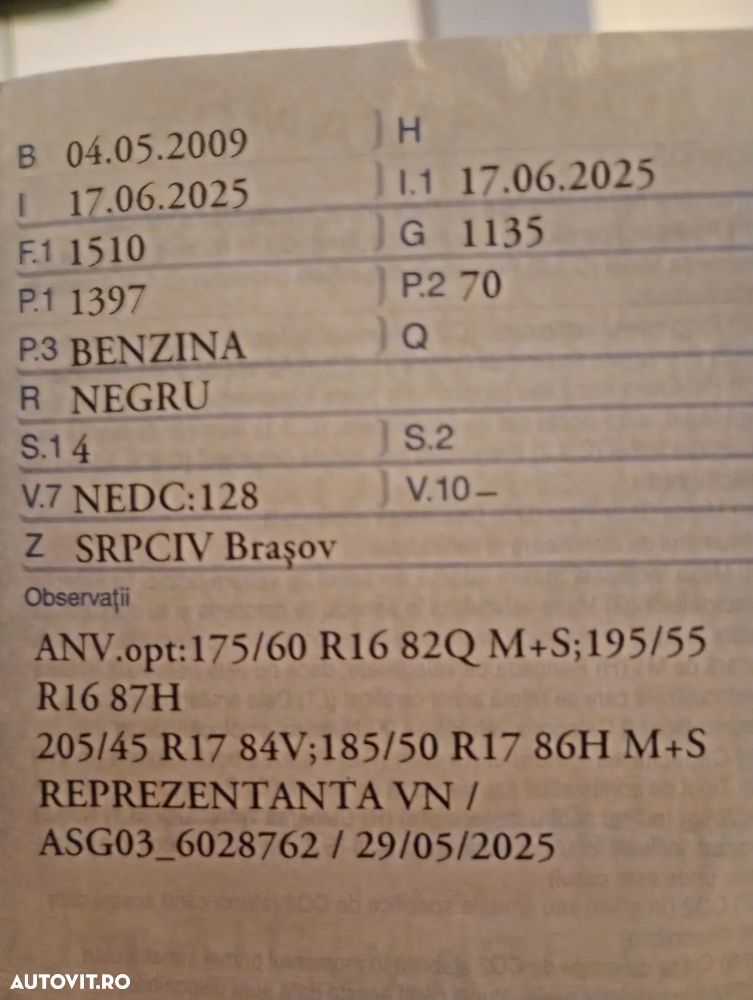 B 04.05.2009 H
I 17.06.2025 I.1 17.06.2025
F.1 1510 G 1135
P.1 1397 P.2 70
P.3 BENZINA Q
R NEGRU
S.1 4 S.2
V.7 NEDC:128 V.10 –
Z SRPCIV Brașov
Observații
ANV.opt:175/60 R16 82Q M+S;195/55
R16 87H
205/45 R17 84V;185/50 R17 86H M+S
REPREZENTANTA VN /
ASG03_6028762 / 29/05/2025
AUTOVIT.RO